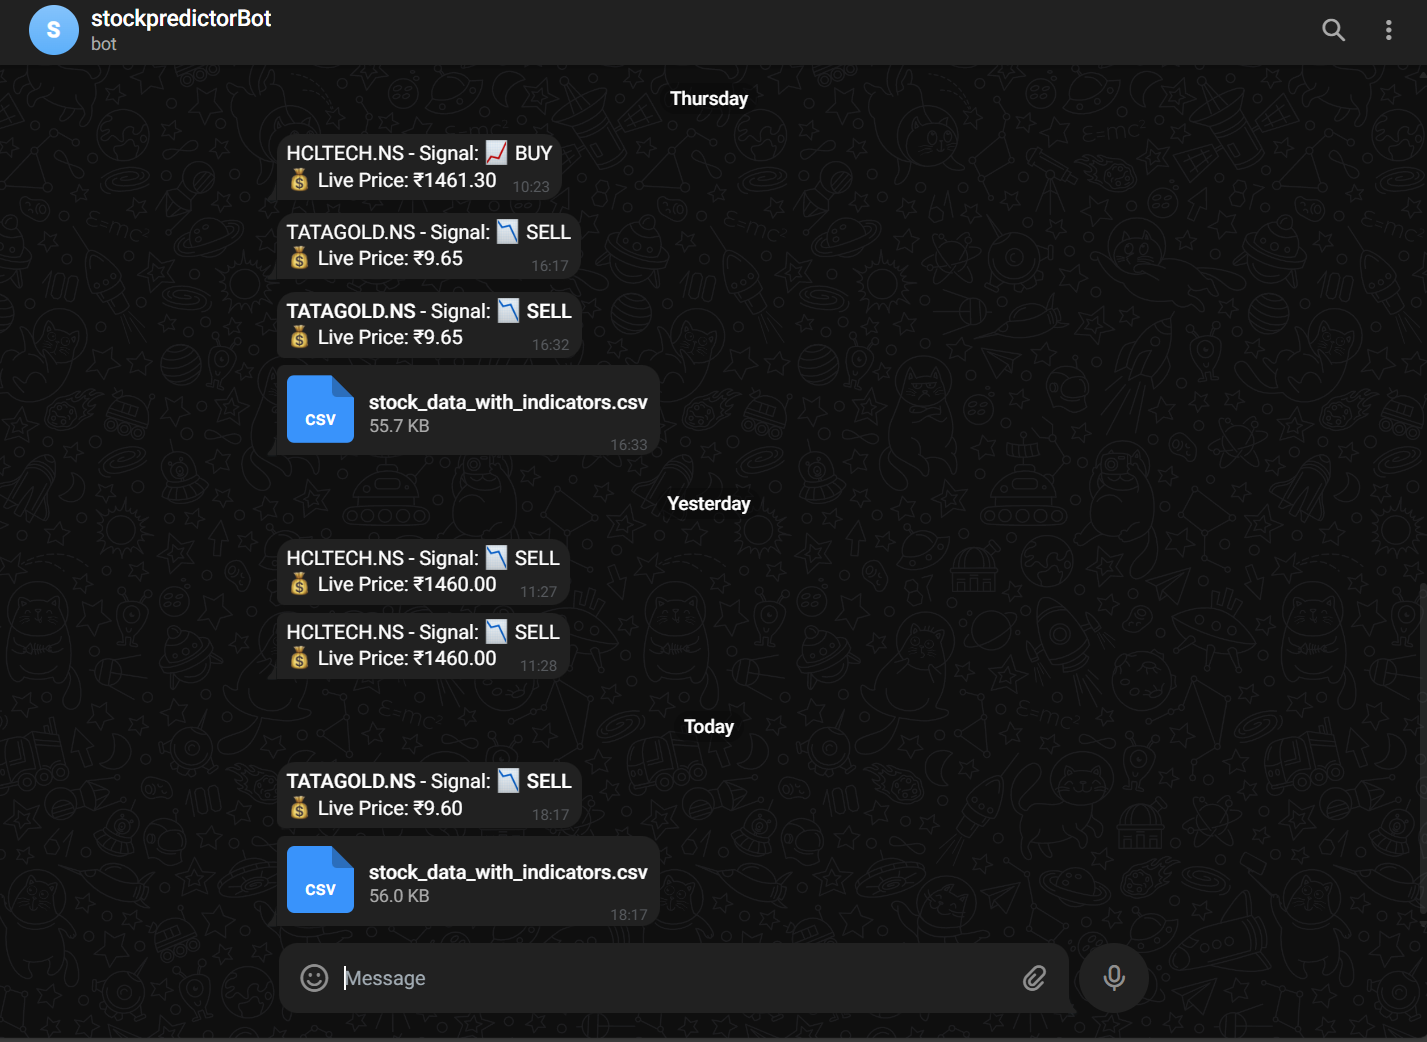 S
stockpredictorBot
bot
Thursday
HCLTECH.NS - Signal: 📈 BUY
💰 Live Price: ₹1461.30 10:23
TATAGOLD.NS - Signal: 📉 SELL
💰 Live Price: ₹9.65 16:17
TATAGOLD.NS - Signal: 📉 SELL
💰 Live Price: ₹9.65 16:32
csv
stock_data_with_indicators.csv
55.7 KB
16:33
Yesterday
HCLTECH.NS - Signal: 📉 SELL
💰 Live Price: ₹1460.00 11:27
HCLTECH.NS - Signal: 📉 SELL
💰 Live Price: ₹1460.00 11:28
Today
TATAGOLD.NS - Signal: 📉 SELL
💰 Live Price: ₹9.60 18:17
csv
stock_data_with_indicators.csv
56.0 KB
18:17
Message